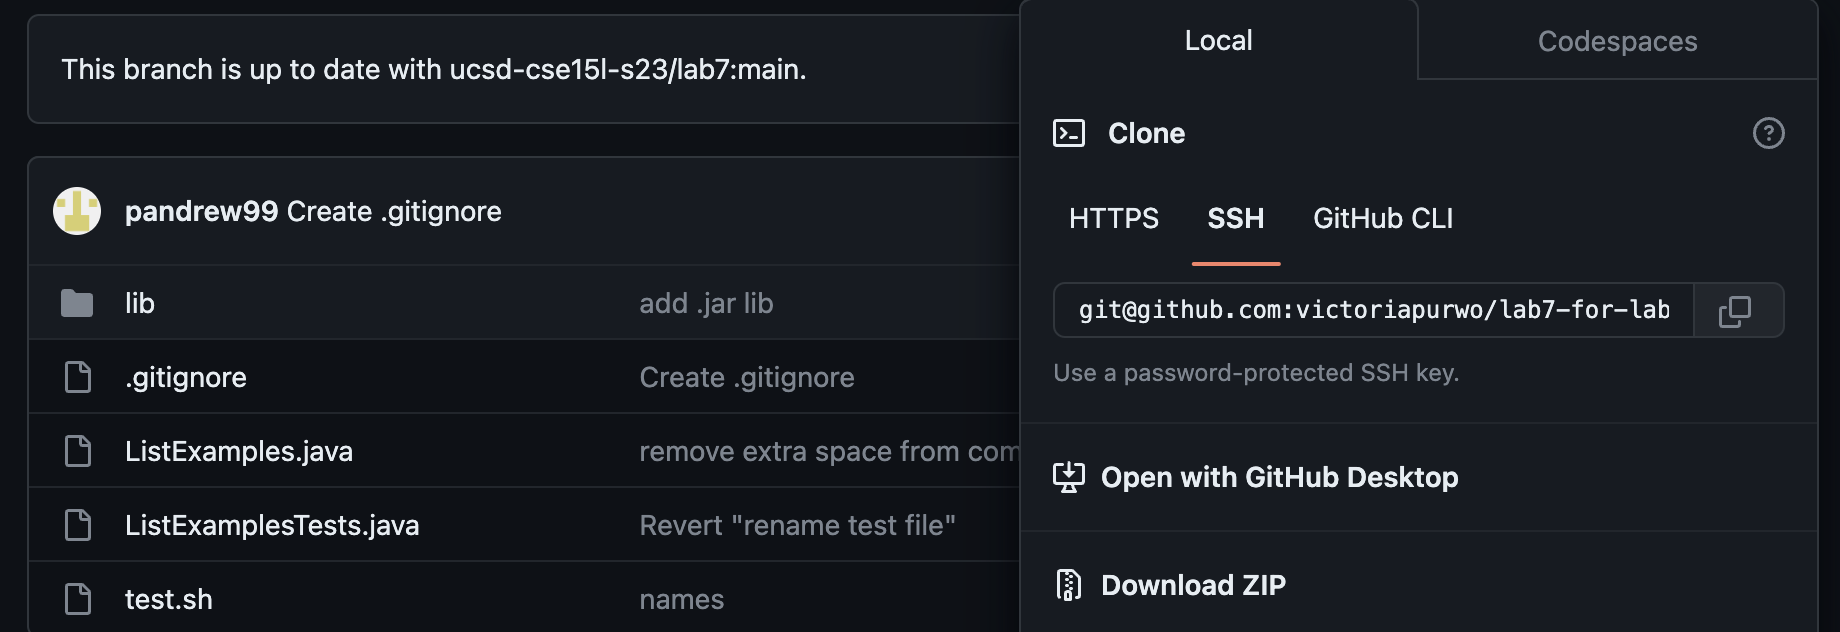 This branch is up to date with ucsd-cse15l-s23/lab7:main.
pandrew99 Create .gitignore
lib add .jar lib
.gitignore Create .gitignore
ListExamples.java remove extra space from com
ListExamplesTests.java Revert "rename test file"
test.sh names
Local Codespaces
Clone
HTTPS SSH GitHub CLI
git@github.com:victoriapurwo/lab7-for-lab
Use a password-protected SSH key.
Open with GitHub Desktop
Download ZIP